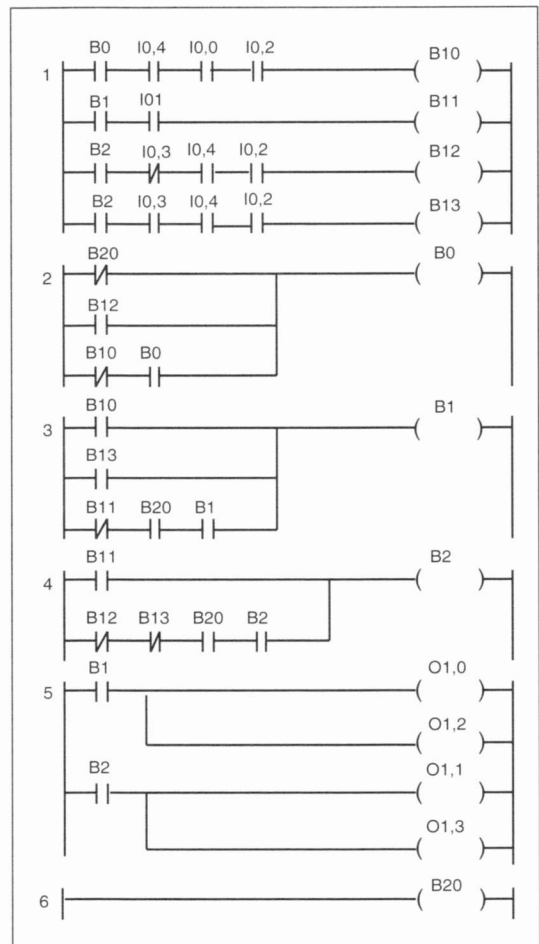 B0 I0,4 I0,0 I0,2 B10
1
B1 I01 B11
B2 I0,3 I0,4 I0,2 B12
B2 I0,3 I0,4 I0,2 B13
B20 B0
2
B12
B10 B0
B10 B1
3
B13
B11 B20 B1
B11 B2
4
B12 B13 B20 B2
B1 O1,0
5
O1,2
B2 O1,1
O1,3
B20
6